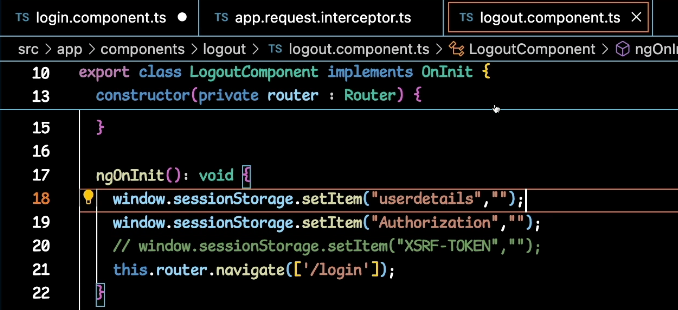 TS login.component.ts
TS app.request.interceptor.ts
TS logout.component.ts
src > app > components > logout > TS logout.component.ts > LogoutComponent > ngOnI
10 export class LogoutComponent implements OnInit {
13 constructor(private router : Router) {
15 }
16
17 ngOnInit(): void {
18 window.sessionStorage.setItem("userdetails","");
19 window.sessionStorage.setItem("Authorization","");
20 // window.sessionStorage.setItem("XSRF-TOKEN","");
21 this.router.navigate(['/login']);
22 }